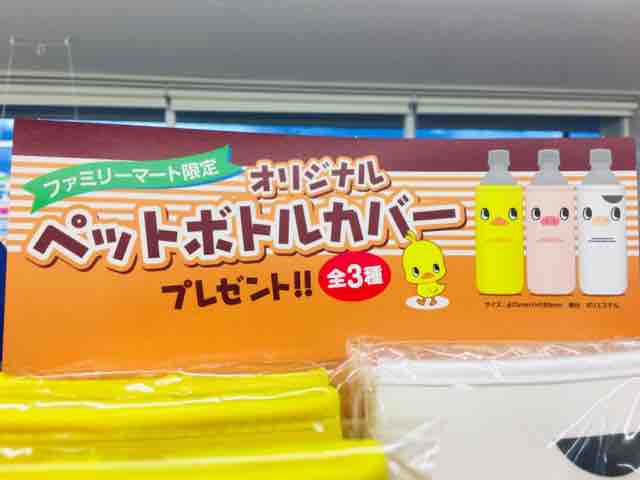 ファミリーマート限定
オリジナル
ペットボトルカバー
プレゼント!!
全3種